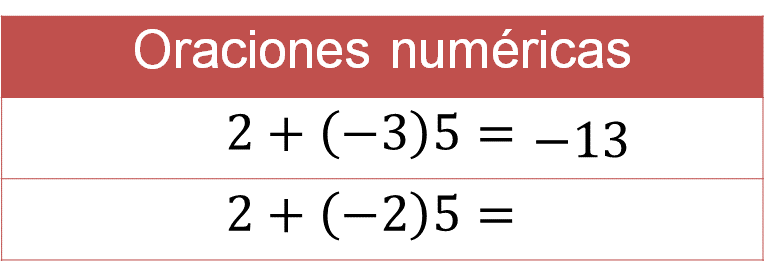 Oraciones numéricas
2 + (−3)5 = −13
2 + (−2)5 =